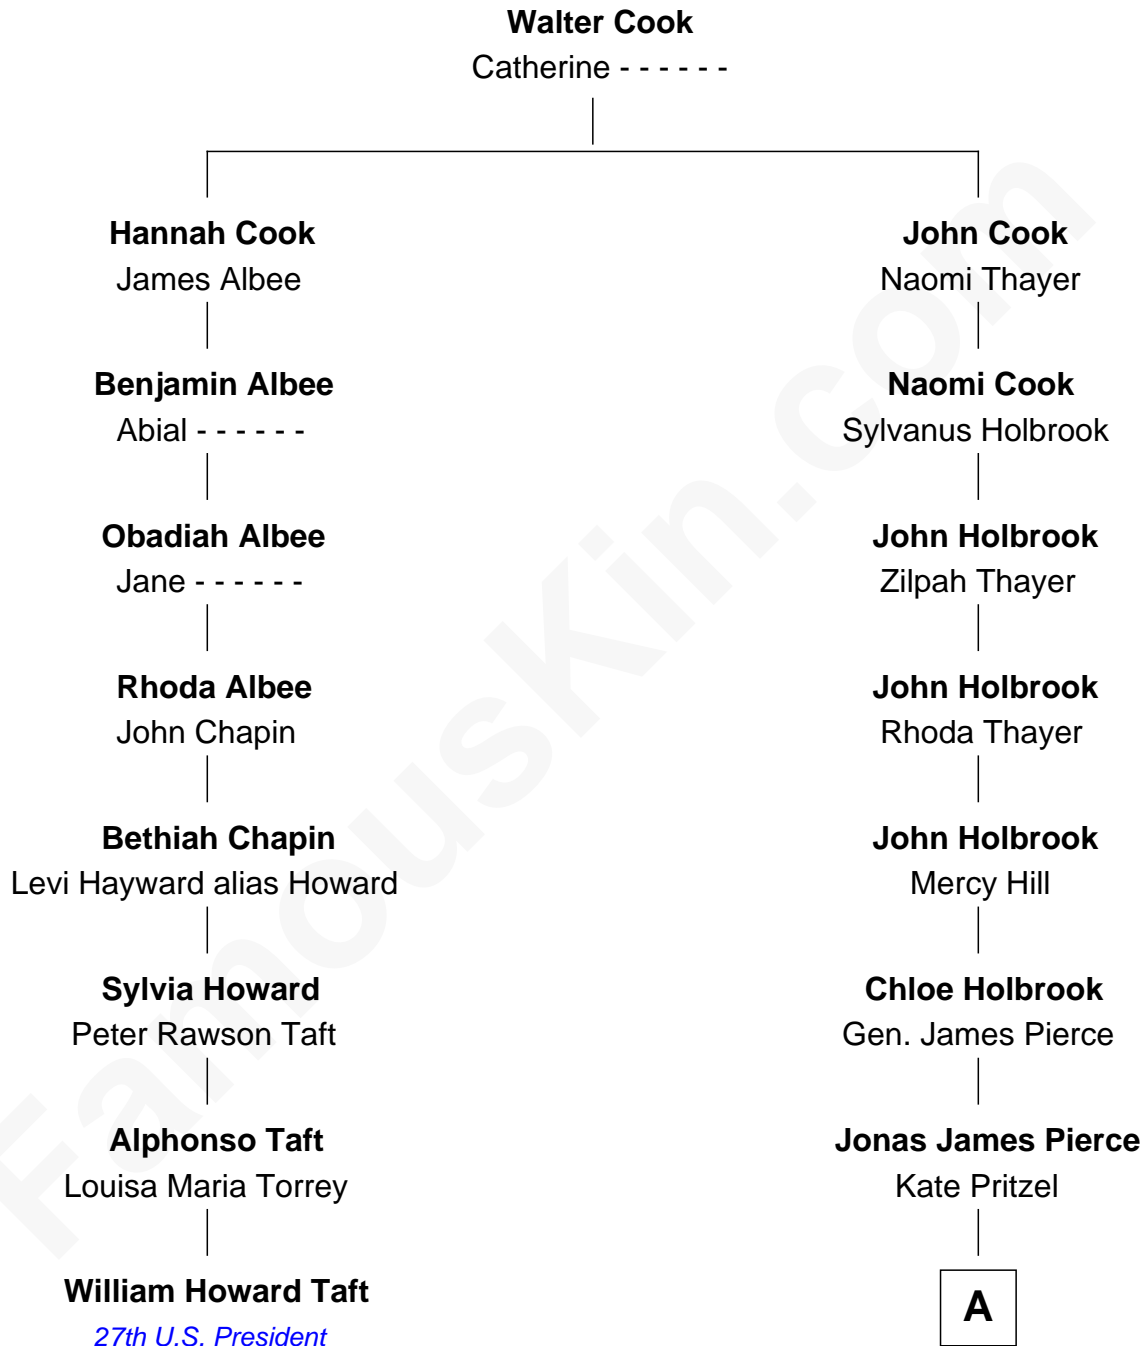 Walter Cook
Catherine - - - - - -
Hannah Cook
James Albee
John Cook
Naomi Thayer
Benjamin Albee
Abial - - - - - -
Naomi Cook
Sylvanus Holbrook
Obadiah Albee
Jane - - - - - -
John Holbrook
Zilpah Thayer
Rhoda Albee
John Chapin
John Holbrook
Rhoda Thayer
Bethiah Chapin
Levi Hayward alias Howard
John Holbrook
Mercy Hill
Sylvia Howard
Peter Rawson Taft
Chloe Holbrook
Gen. James Pierce
Alphonso Taft
Louisa Maria Torrey
Jonas James Pierce
Kate Pritzel
William Howard Taft
27th U.S. President
A
FamousKin.com